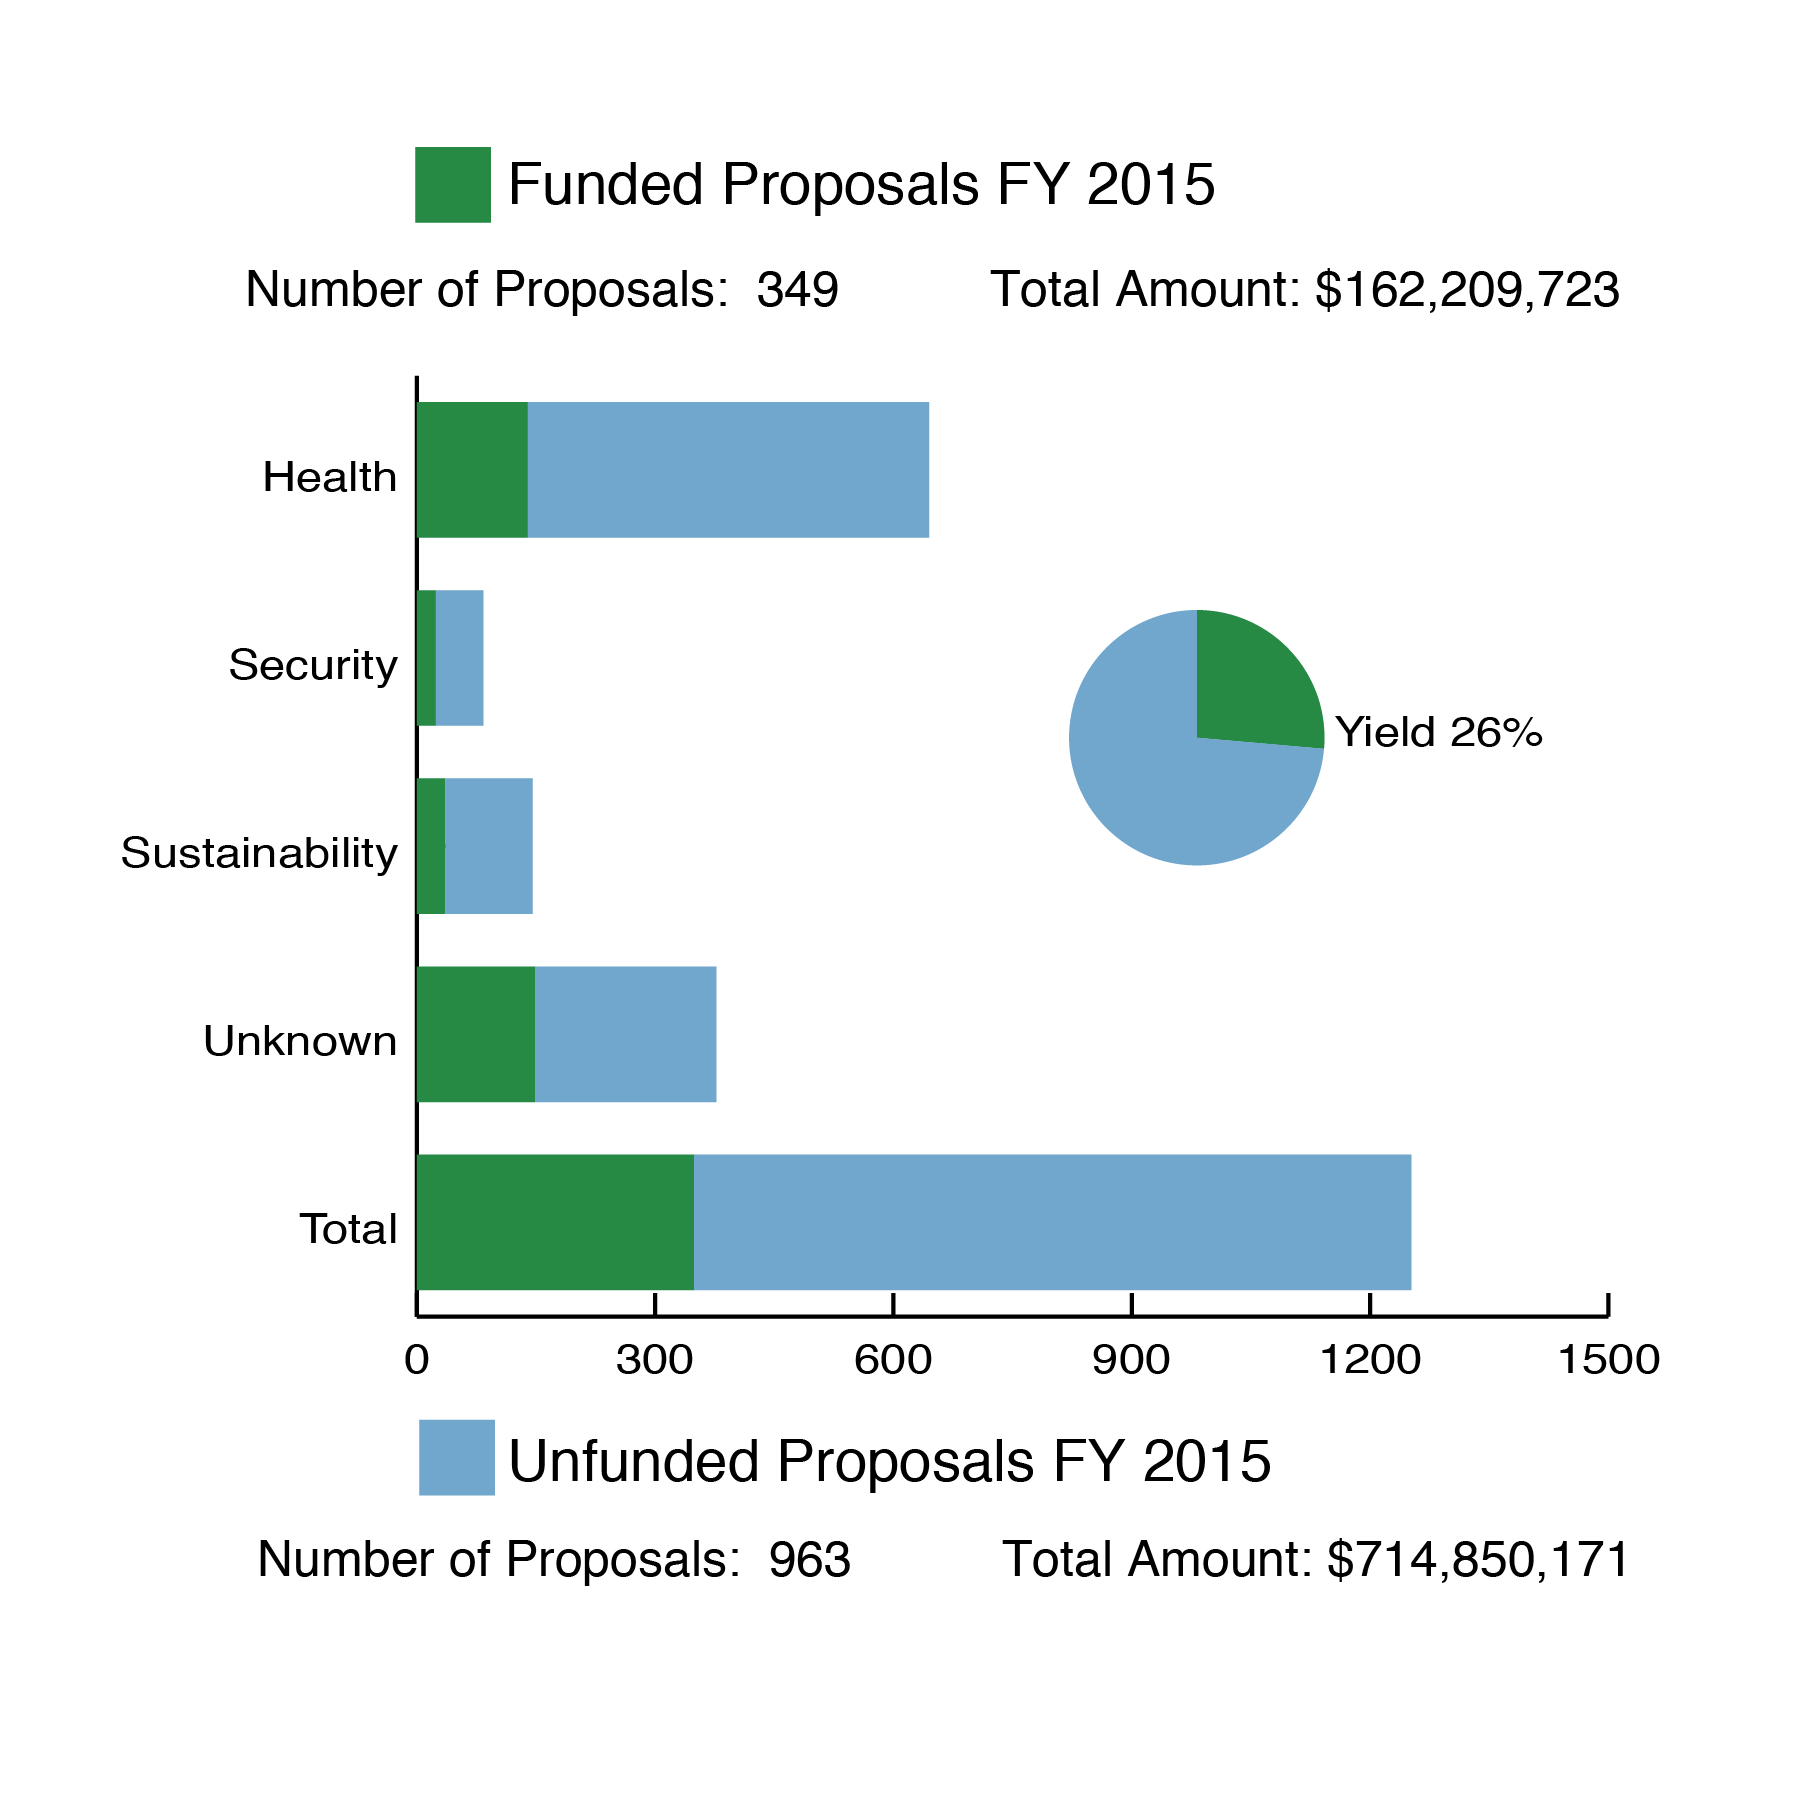 Funded Proposals FY 2015
Number of Proposals:  349
Total Amount: $162,209,723
Health
Security
Yield 26%
Sustainability
Unknown
Total
0 300 600 900 1200 1500
Unfunded Proposals FY 2015
Number of Proposals:  963
Total Amount: $714,850,171